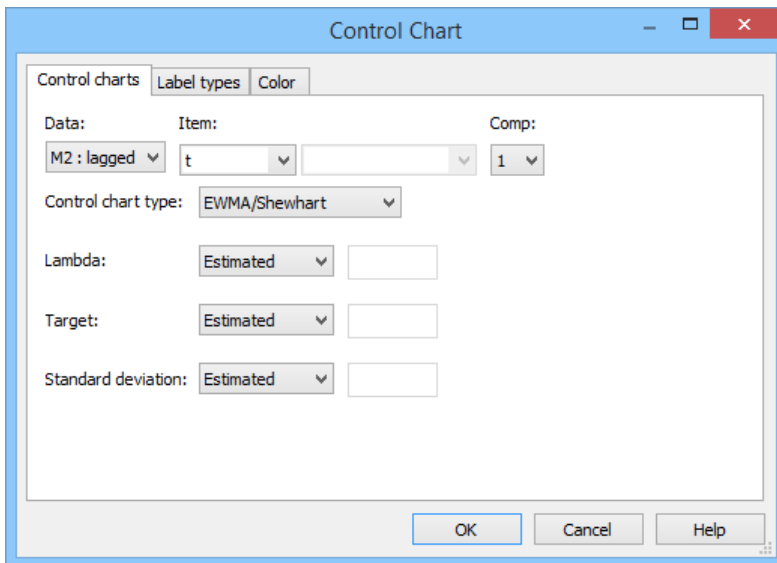 Control Chart
Control charts Label types Color
Data: Item: Comp:
M2 : lagged t 1
Control chart type: EWMA/Shewhart
Lambda: Estimated
Target: Estimated
Standard deviation: Estimated
OK Cancel Help